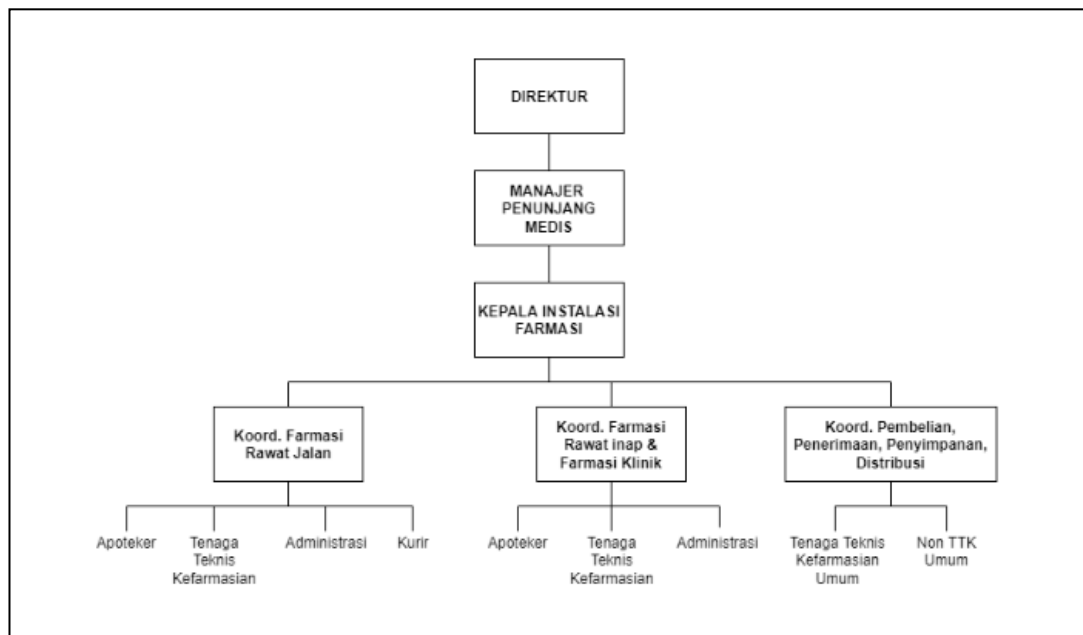 DIREKTUR
MANAJER
PENUNJANG
MEDIS
KEPALA INSTALASI
FARMASI
Koord. Farmasi
Rawat Jalan
Koord. Farmasi
Rawat inap &
Farmasi Klinik
Koord. Pembelian,
Penerimaan, Penyimpanan,
Distribusi
Apoteker
Tenaga
Teknis
Kefarmasian
Administrasi
Kurir
Apoteker
Tenaga
Teknis
Kefarmasian
Administrasi
Tenaga Teknis
Kefarmasian
Umum
Non TTK
Umum